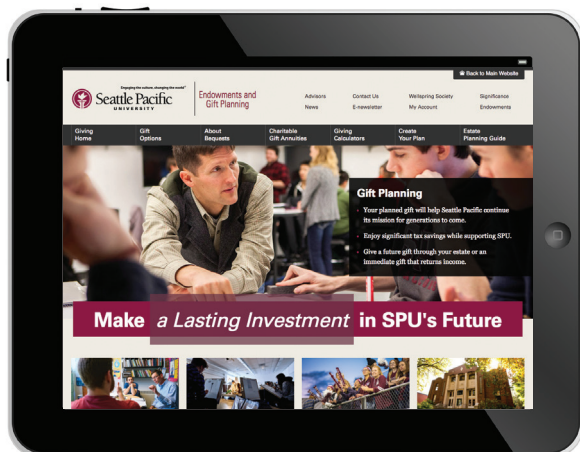 Back to Main Website
Engaging the culture, changing the world™
Seattle Pacific
UNIVERSITY
Endowments and
Gift Planning
Advisors
Contact Us
Wellspring Society
Significance
News
E-newsletter
My Account
Endowments
Giving
Home
Gift
Options
About
Bequests
Charitable
Gift Annuities
Giving
Calculators
Create
Your Plan
Estate
Planning Guide
Gift Planning
Your planned gift will help Seattle Pacific continue
its mission for generations to come.
Enjoy significant tax savings while supporting SPU.
Give a future gift through your estate or an
immediate gift that returns income.
Make a Lasting Investment in SPU's Future